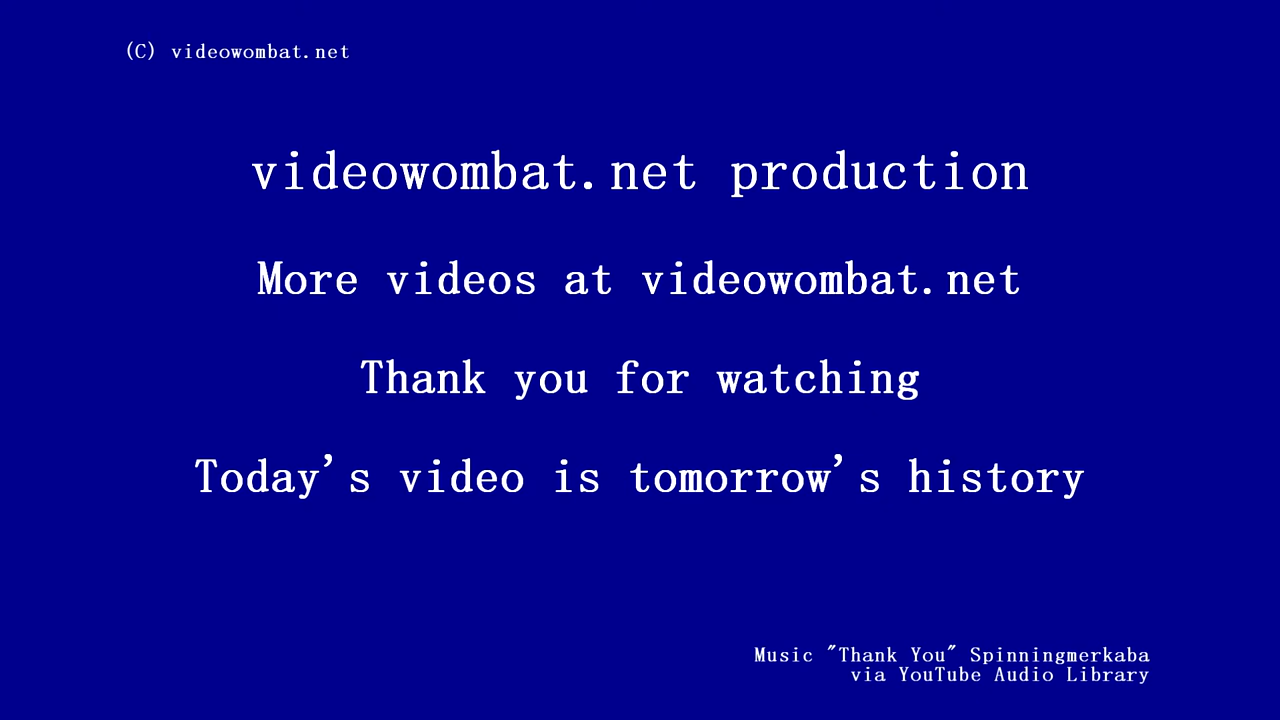 (C) videowombat.net
videowombat.net production
More videos at videowombat.net
Thank you for watching
Today's video is tomorrow's history
Music "Thank You" Spinningmerkaba
via YouTube Audio Library